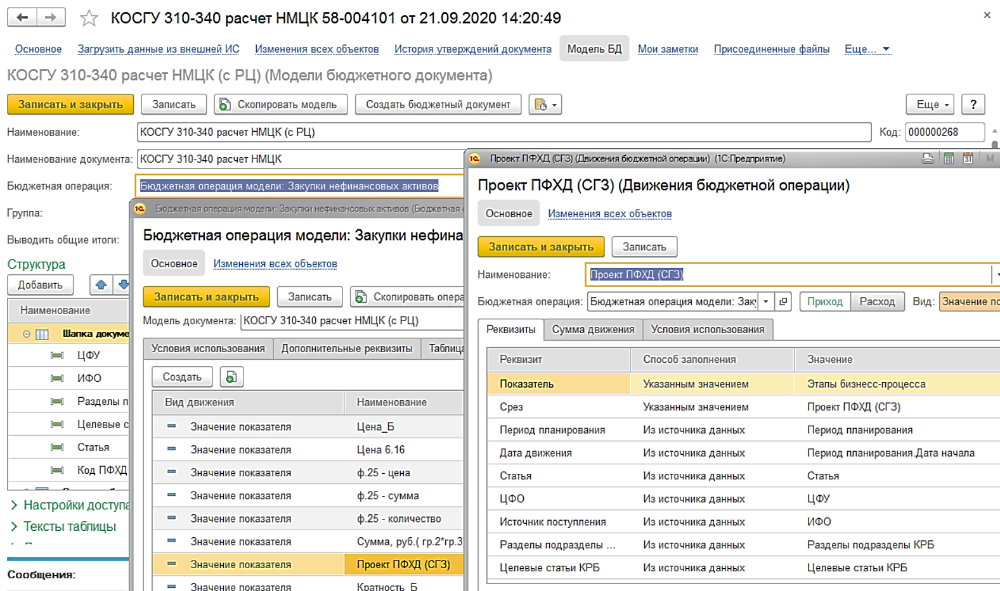 КОСГУ 310-340 расчет НМЦК 58-004101 от 21.09.2020 14:20:49
Основное Загрузить данные из внешней ИС Изменения всех объектов История утверждений документа Модель БД Мои заметки Присоединенные файлы Еще...
КОСГУ 310-340 расчет НМЦК (с РЦ) (Модели бюджетного документа)
Записать и закрыть Записать Скопировать модель Создать бюджетный документ Еще ?
Наименование: КОСГУ 310-340 расчет НМЦК (с РЦ) Код: 000000268
Наименование документа: КОСГУ 310-340 расчет НМЦК
Бюджетная операция: Бюджетная операция модели: Закупки нефинансовых активов
Группа:
Выводить общие итоги:
Структура
Добавить
Наименование
Шапка докуме
ЦФУ
ИФО
Разделы п
Целевые с
Статья
Код ПФХД
Настройки доступа
Тексты таблицы
Сообщения:
Бюджетная операция модели: Закупки нефинансовых активов (Бюджетная
Бюджетная операция модели: Закупки нефина
Основное Изменения всех объектов
Записать и закрыть Записать Скопировать опера
Модель документа: КОСГУ 310-340 расчет НМЦК (с РЦ)
Условия использования Дополнительные реквизиты Таблица
Создать
Вид движения Наименование
Значение показателя Цена_Б
Значение показателя Цена 6.16
Значение показателя ф.25 - цена
Значение показателя ф.25 - сумма
Значение показателя ф.25 - количество
Значение показателя Сумма, руб.( гр.2*гр.3)
Значение показателя Проект ПФХД (СГЗ)
Значение показателя Кратность_Б
Проект ПФХД (СГЗ) (Движения бюджетной операции) (1С:Предприятие) 31 M
Проект ПФХД (СГЗ) (Движения бюджетной операции)
Основное Изменения всех объектов
Записать и закрыть Записать
Наименование: Проект ПФХД (СГЗ)
Бюджетная операция: Бюджетная операция модели: Зак Приход Расход Вид: Значение по
Реквизиты Сумма движения Условия использования
Реквизит Способ заполнения Значение
Показатель Указанным значением Этапы бизнесс-процесса
Срез Указанным значением Проект ПФХД (СГЗ)
Период планирования Из источника данных Период планирования
Дата движения Из источника данных Период планирования.Дата начала
Статья Из источника данных Статья
ЦФО Из источника данных ЦФУ
Источник поступления Из источника данных ИФО
Разделы подразделы ... Из источника данных Разделы подразделы КРБ
Целевые статьи КРБ Из источника данных Целевые статьи КРБ